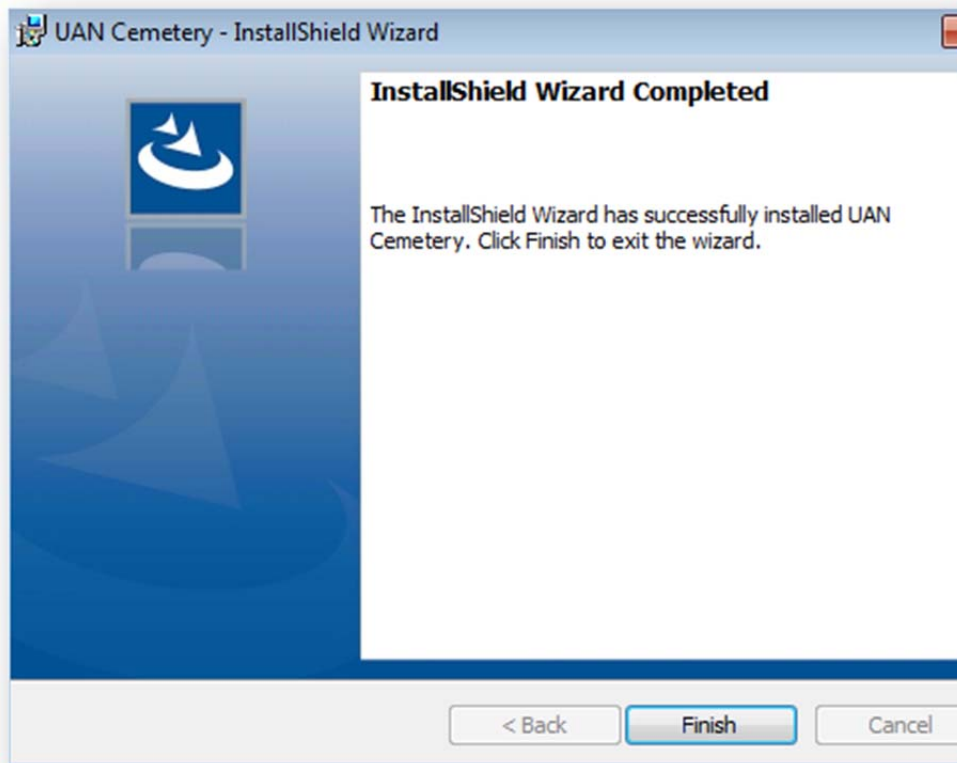 UAN Cemetery - InstallShield Wizard
InstallShield Wizard Completed
The InstallShield Wizard has successfully installed UAN
Cemetery. Click Finish to exit the wizard.
< Back
Finish
Cancel